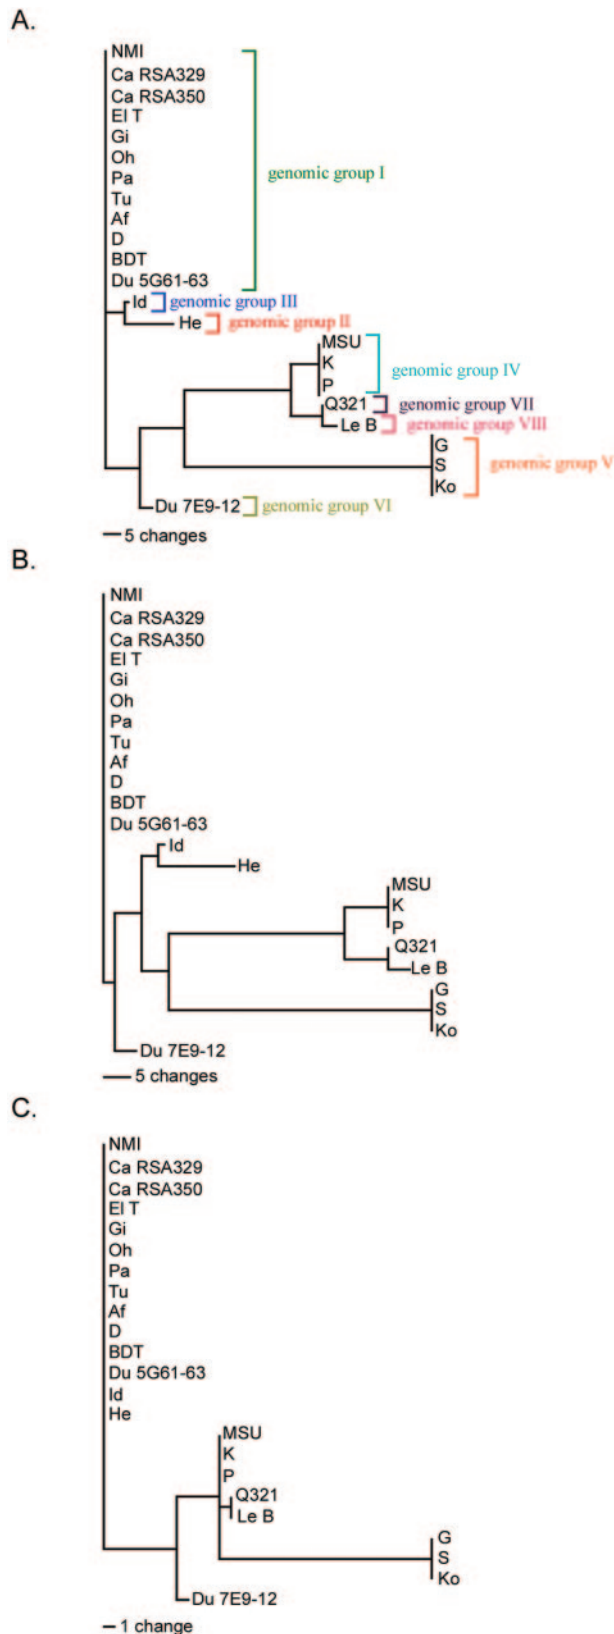 A.
NMI
Ca RSA329
Ca RSA350
El T
Gi
Oh
genomic group I
Pa
Tu
Af
D
BDT
Du 5G61-63
Id genomic group III
He genomic group II
MSU
K genomic group IV
P
Q321 genomic group VII
Le B genomic group VIII
G
S genomic group V
Ko
Du 7E9-12 genomic group VI
5 changes
B.
NMI
Ca RSA329
Ca RSA350
El T
Gi
Oh
Pa
Tu
Af
D
BDT
Du 5G61-63
Id
He
MSU
K
P
Q321
Le B
G
S
Ko
Du 7E9-12
5 changes
C.
NMI
Ca RSA329
Ca RSA350
El T
Gi
Oh
Pa
Tu
Af
D
BDT
Du 5G61-63
Id
He
MSU
K
P
Q321
Le B
G
S
Ko
Du 7E9-12
1 change